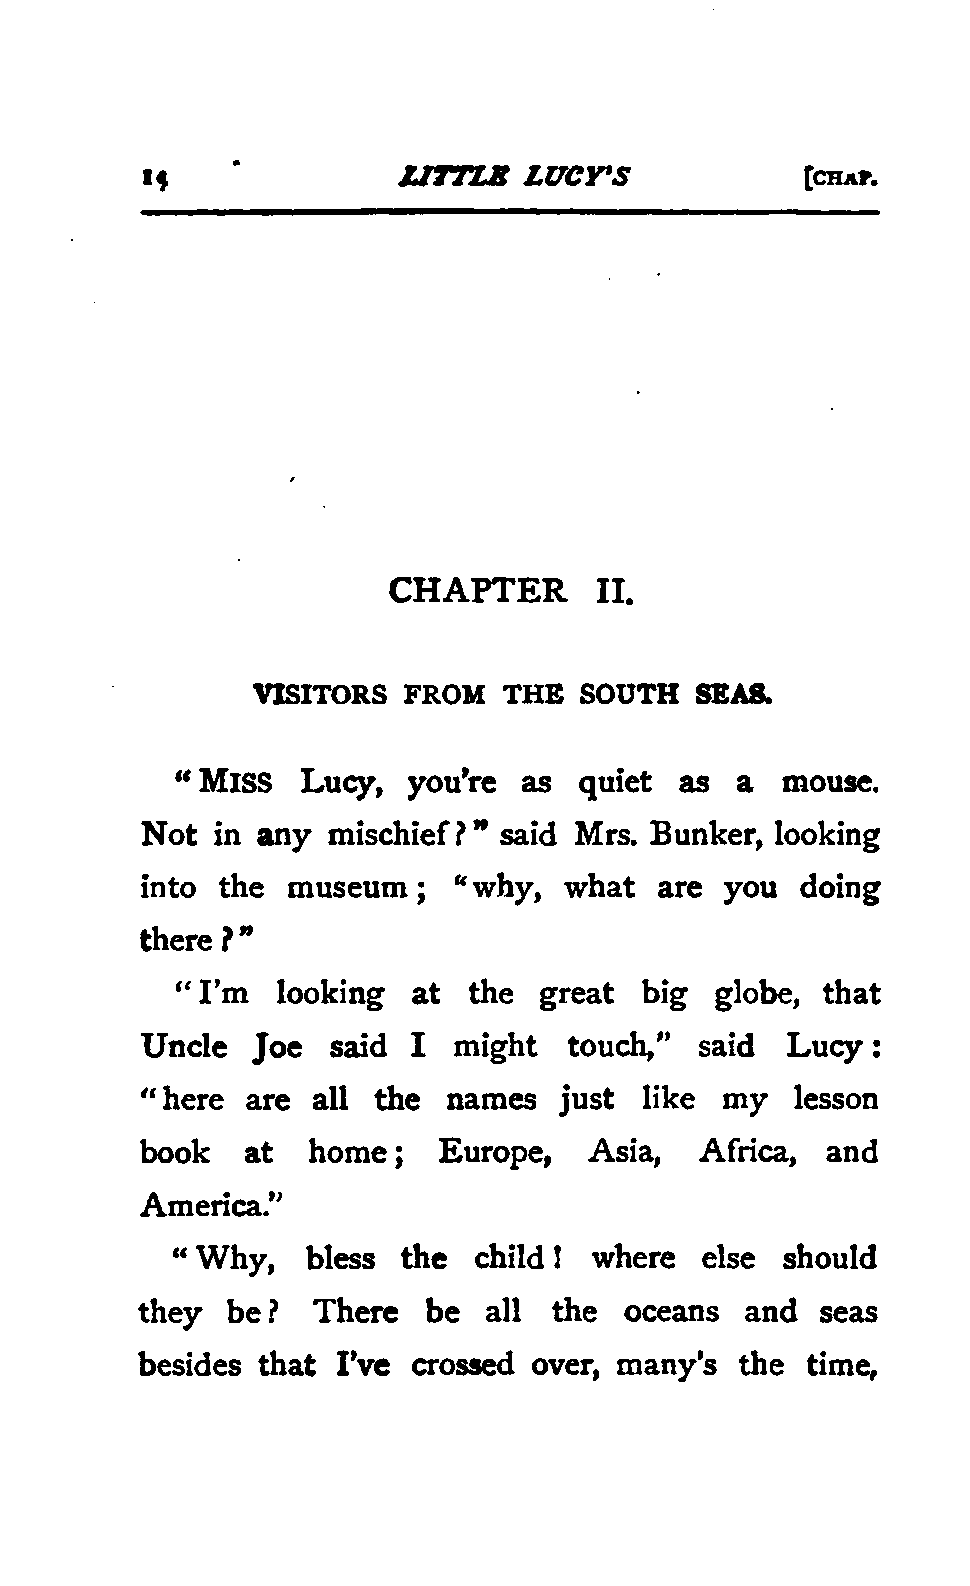 14 LITTLE LUCY'S [CHAP.
CHAPTER II.
VISITORS FROM THE SOUTH SEAS.
"MISS Lucy, you're as quiet as a mouse.
Not in any mischief?" said Mrs. Bunker, looking
into the museum; "why, what are you doing
there?"
"I'm looking at the great big globe, that
Uncle Joe said I might touch," said Lucy:
"here are all the names just like my lesson
book at home; Europe, Asia, Africa, and
America."
"Why, bless the child! where else should
they be? There be all the oceans and seas
besides that I've crossed over, many's the time,